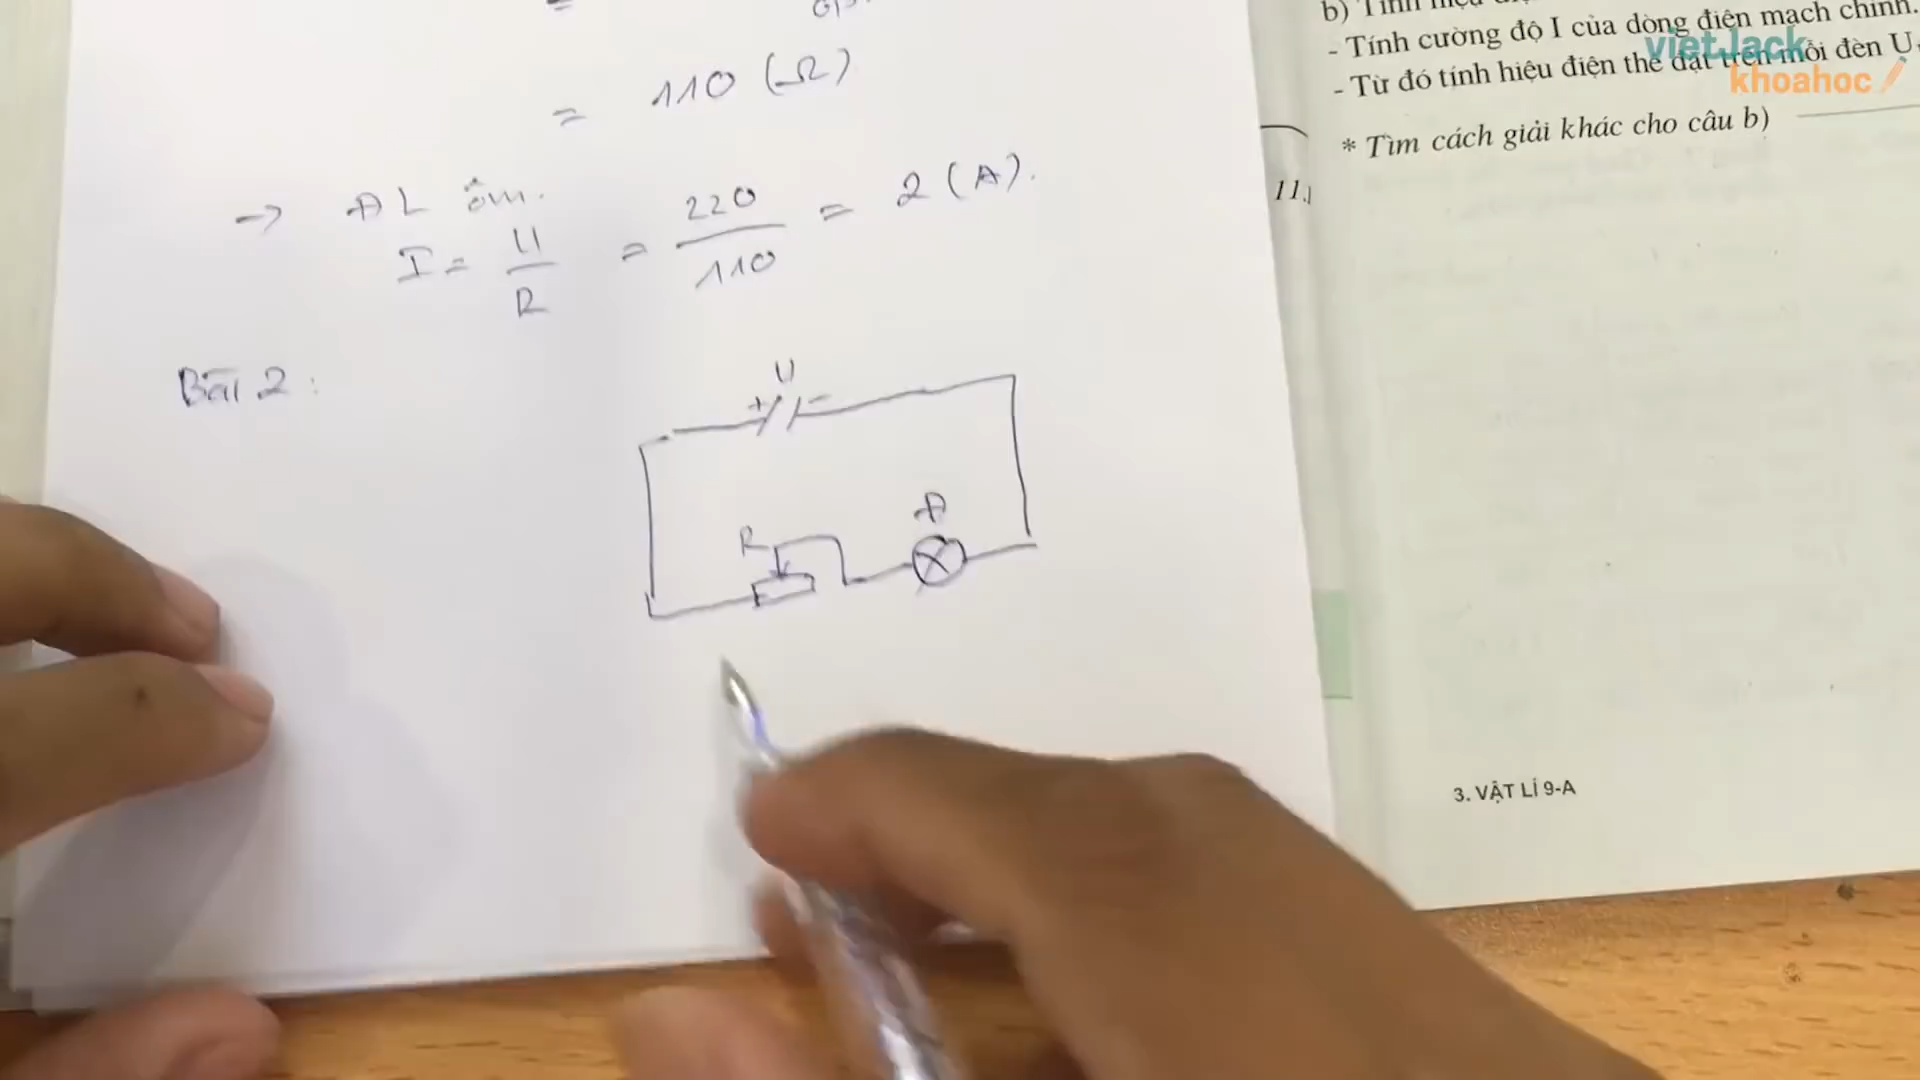 = 110 (Ω)
→ ĐL ôm.
I = U/R = 220/110 = 2 (A).
Bài 2:
U
+ -
R
Đ
- Tính cường độ I của dòng điện mạch chính.
- Từ đó tính hiệu điện thế đặt trên mỗi đèn U
* Tìm cách giải khác cho câu b)
11.
3. VẬT LÍ 9-A
vietJack
khoahoc